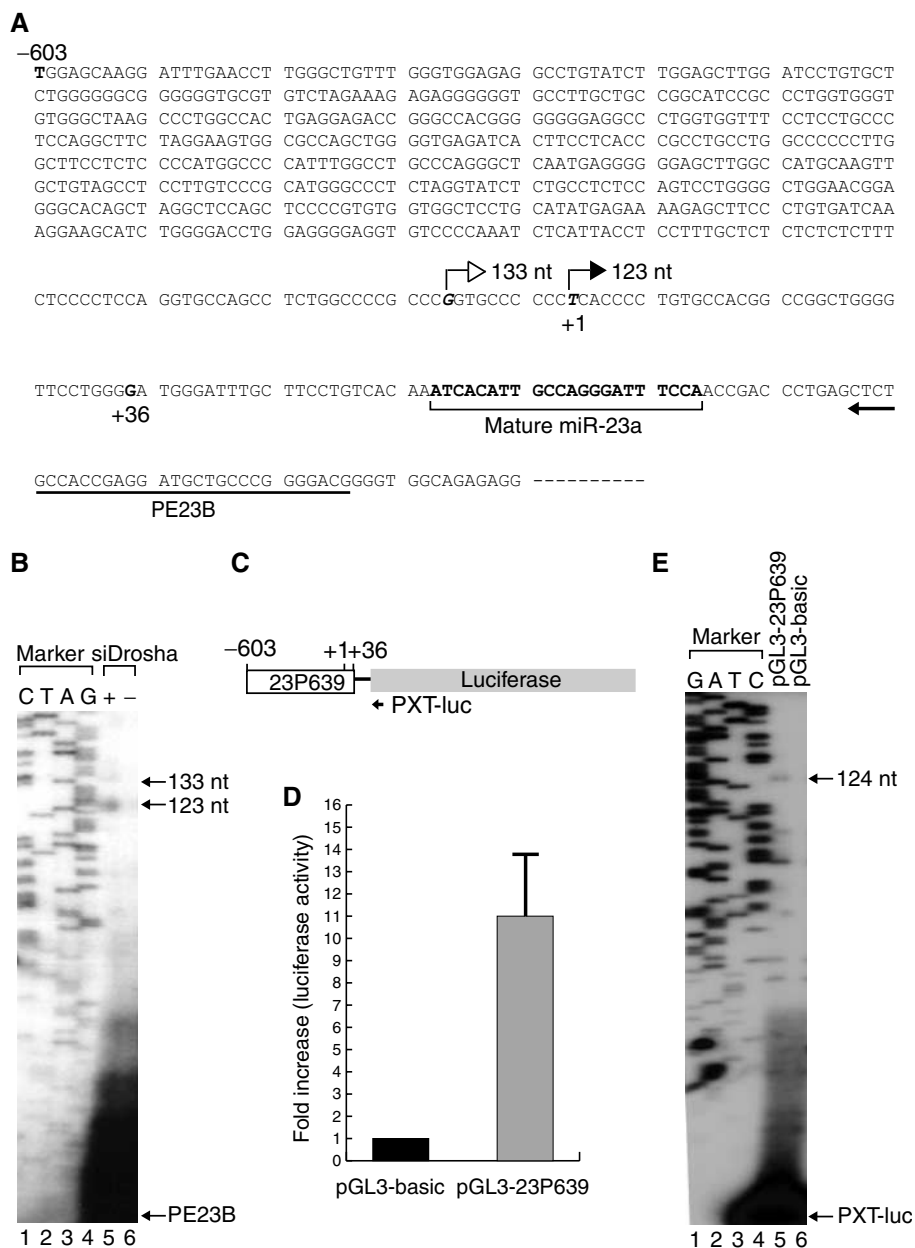 A
–603
TGGAGCAAGG ATTTGAACCT TGGGCTGTTT GGGTGGAGAG GCCTGTATCT TGGAGCTTGG ATCCTGTGCT
CTGGGGGGCG GGGGGTGCGT GTCTAGAAAG AGAGGGGGGT GCCTTGCTGC CGGCATCCGC CCTGGTGGGT
GTGGGCTAAG CCCTGGCCAC TGAGGAGACC GGGCCACGGG GGGGGAGGCC CTGGTGGTTT CCTCCTGCCC
TCCAGGCTTC TAGGAAGTGG CGCCAGCTGG GGTGAGATCA CTTCCTCACC CGCCTGCCTG GCCCCCCTTG
GCTTCCTCTC CCCATGGCCC CATTTGGCCT GCCCAGGGCT CAATGAGGGG GGAGCTTGGC CATGCAAGTT
GCTGTAGCCT CCTTGTCCCG CATGGGCCCT CTAGGTATCT CTGCCTCTCC AGTCCTGGGG CTGGAACGGA
GGGCACAGCT AGGCTCCAGC TCCCCGTGTG GTGGCTCCTG CATATGAGAA AAGAGCTTCC CTGTGATCAA
AGGAAGCATC TGGGGACCTG GAGGGGAGGT GTCCCCAAAT CTCATTACCT CCTTTGCTCT CTCTCTCTTT
133 nt 123 nt
CTCCCCTCCA GGTGCCAGCC TCTGGCCCCG CCCGGTGCCC CCCTCACCCC TGTGCCACGG CCGGCTGGGG
+1
TTCCTGGGGA TGGGATTTGC TTCCTGTCAC AAATCACATT GCCAGGGATT TCCAACCGAC CCTGAGCTCT
+36
Mature miR-23a
GCCACCGAGG ATGCTGCCCG GGGACGGGGT GGCAGAGAGG ----------
PE23B
B
Marker siDrosha
C T A G + –
133 nt
123 nt
PE23B
1 2 3 4 5 6
C
–603 +1 +36
23P639 Luciferase
PXT-luc
D
Fold increase (luciferase activity)
16
15
14
13
12
11
10
9
8
7
6
5
4
3
2
1
0
pGL3-basic pGL3-23P639
E
pGL3-23P639
pGL3-basic
Marker
G A T C
124 nt
PXT-luc
1 2 3 4 5 6